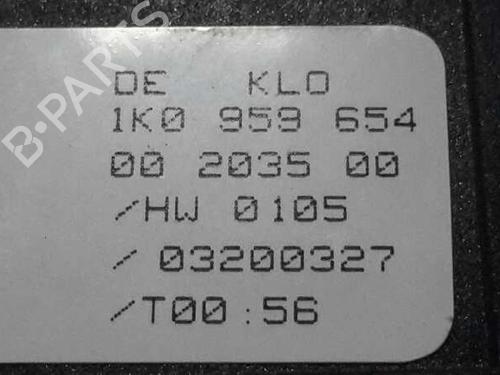 DE KLO
1K0 959 654
00 2035 00
/HW 0105
/ 03200327
/T00:56
B-PARTS